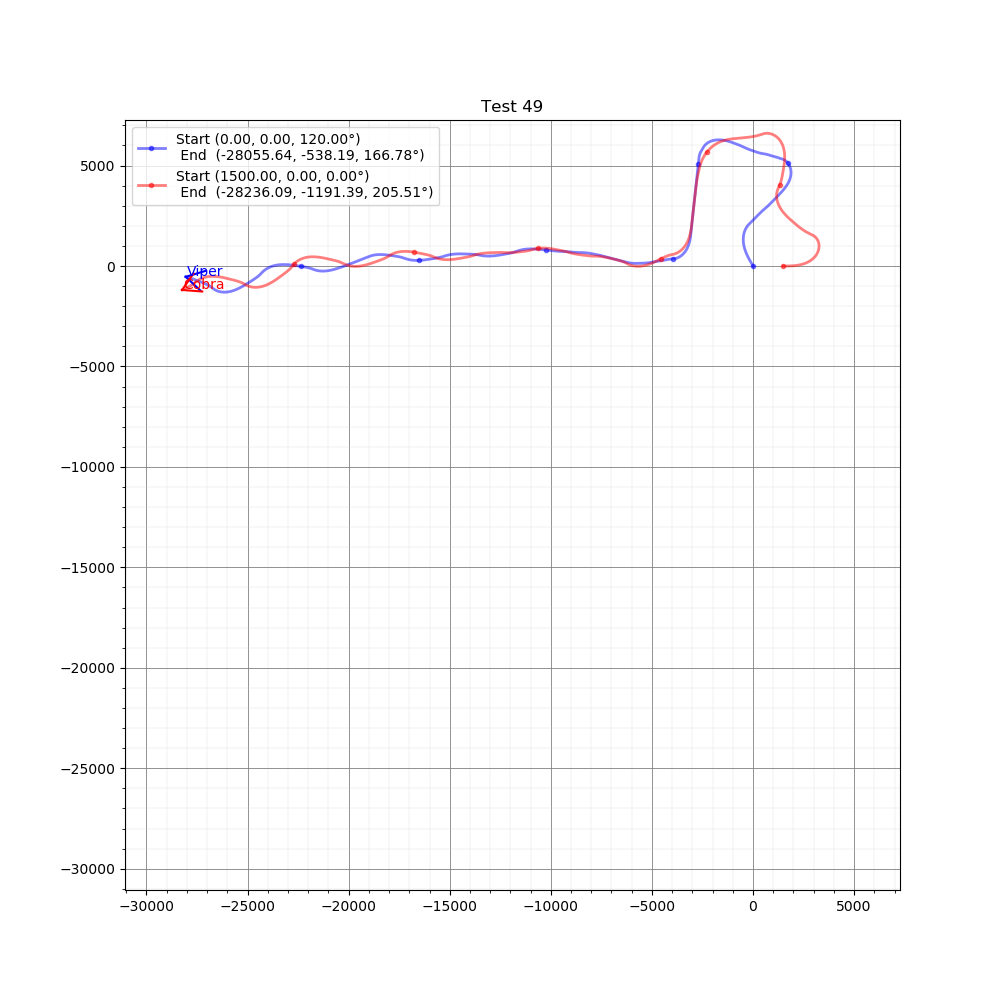 Test 49
Start (0.00, 0.00, 120.00°)
End (-28055.64, -538.19, 166.78°)
Start (1500.00, 0.00, 0.00°)
End (-28236.09, -1191.39, 205.51°)
5000
0
−5000
−10000
−15000
−20000
−25000
−30000
Viper
Cobra
−30000 −25000 −20000 −15000 −10000 −5000 0 5000